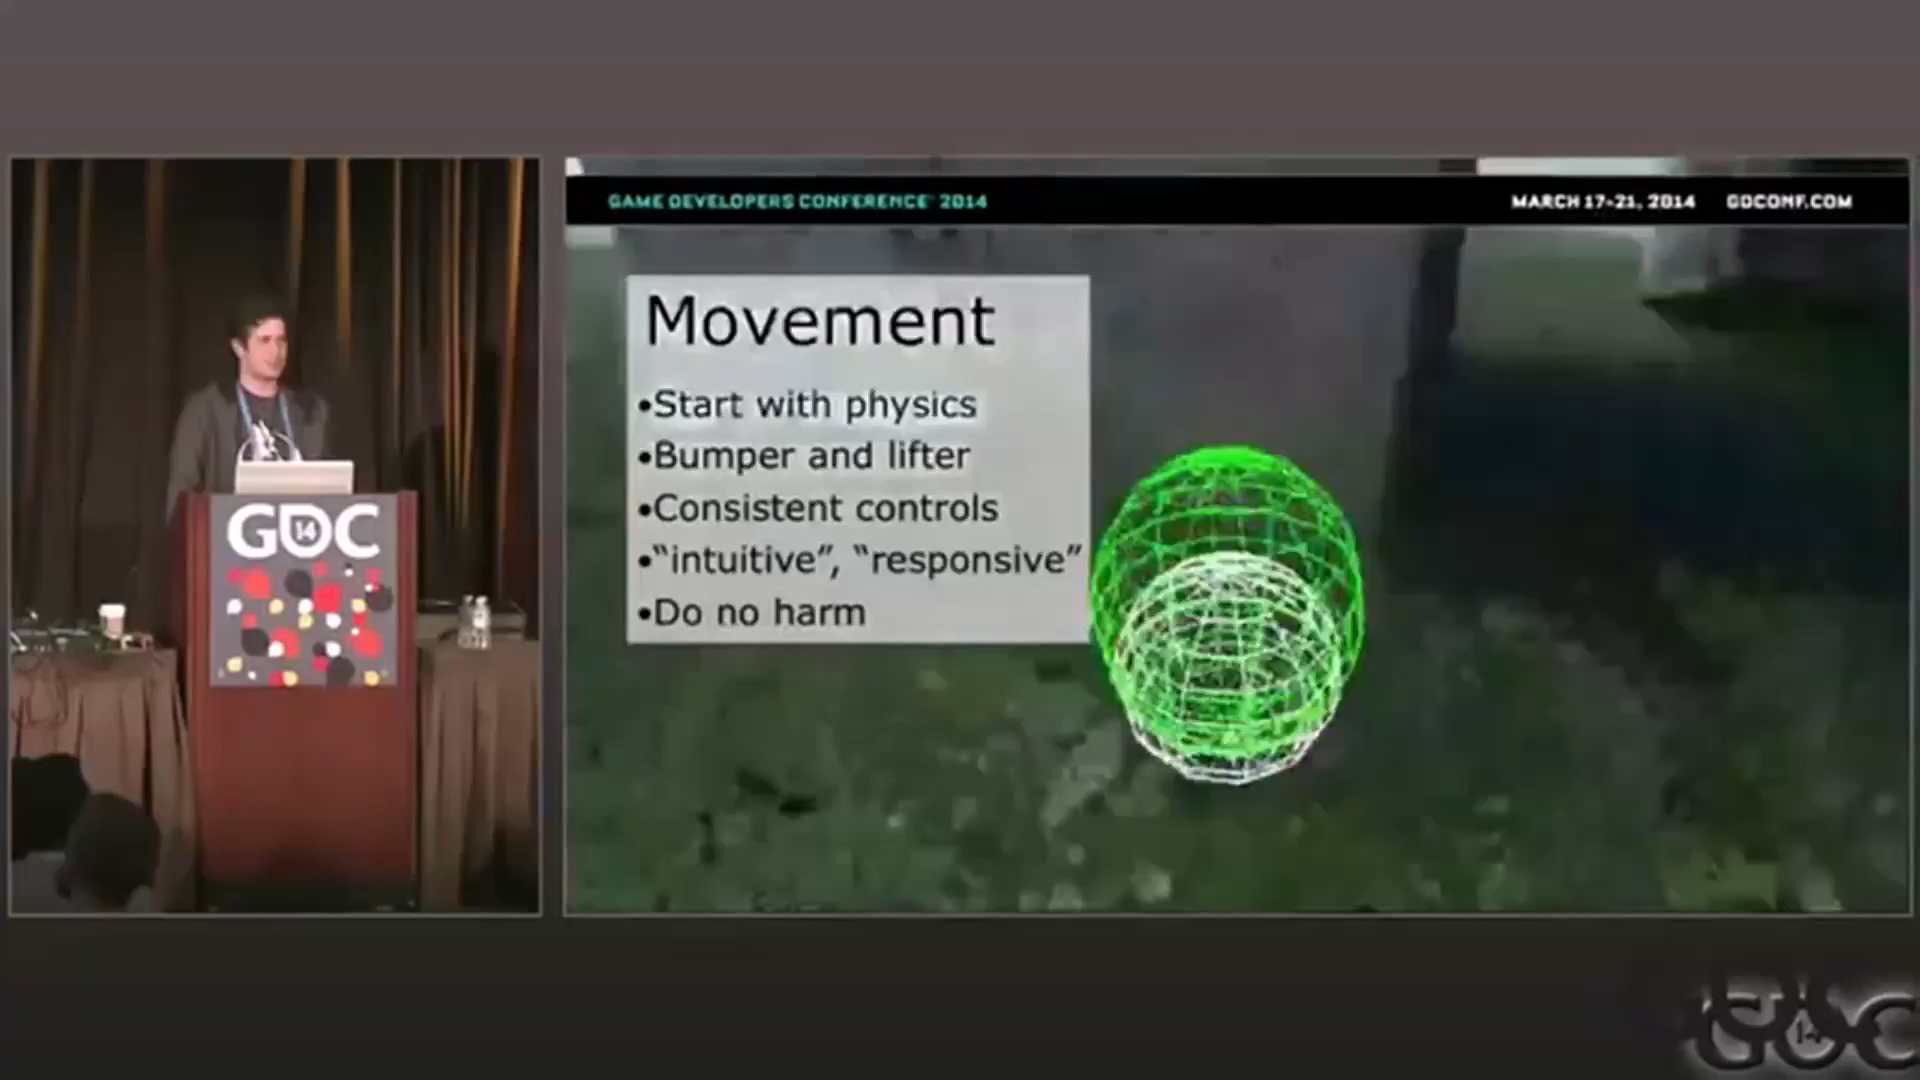 GAME DEVELOPERS CONFERENCE 2014
MARCH 17-21, 2014 GDCONF.COM
Movement
•Start with physics
•Bumper and lifter
•Consistent controls
•“intuitive”, “responsive”
•Do no harm
GDC
14
GDC
14